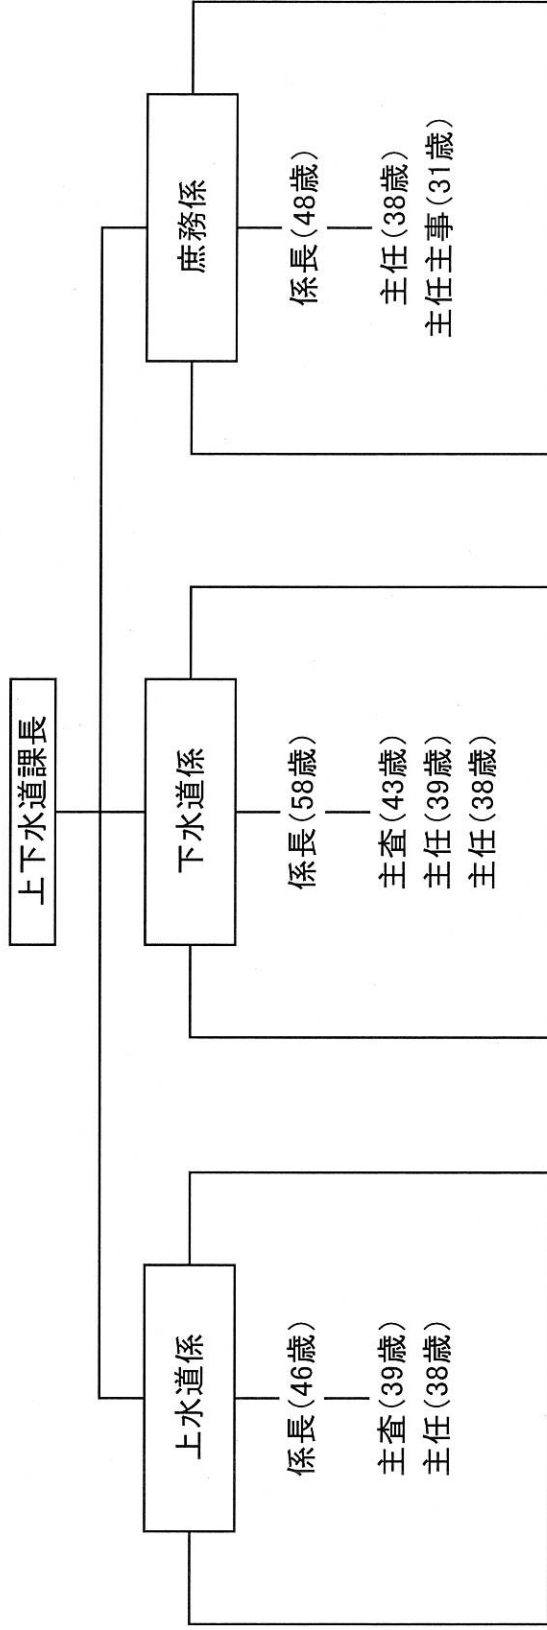 上下水道課長
上水道係
係長(46歳)
主査(39歳)
主任(38歳)
下水道係
係長(58歳)
主査(43歳)
主任(39歳)
主任(38歳)
庶務係
係長(48歳)
主任(38歳)
主任主事(31歳)